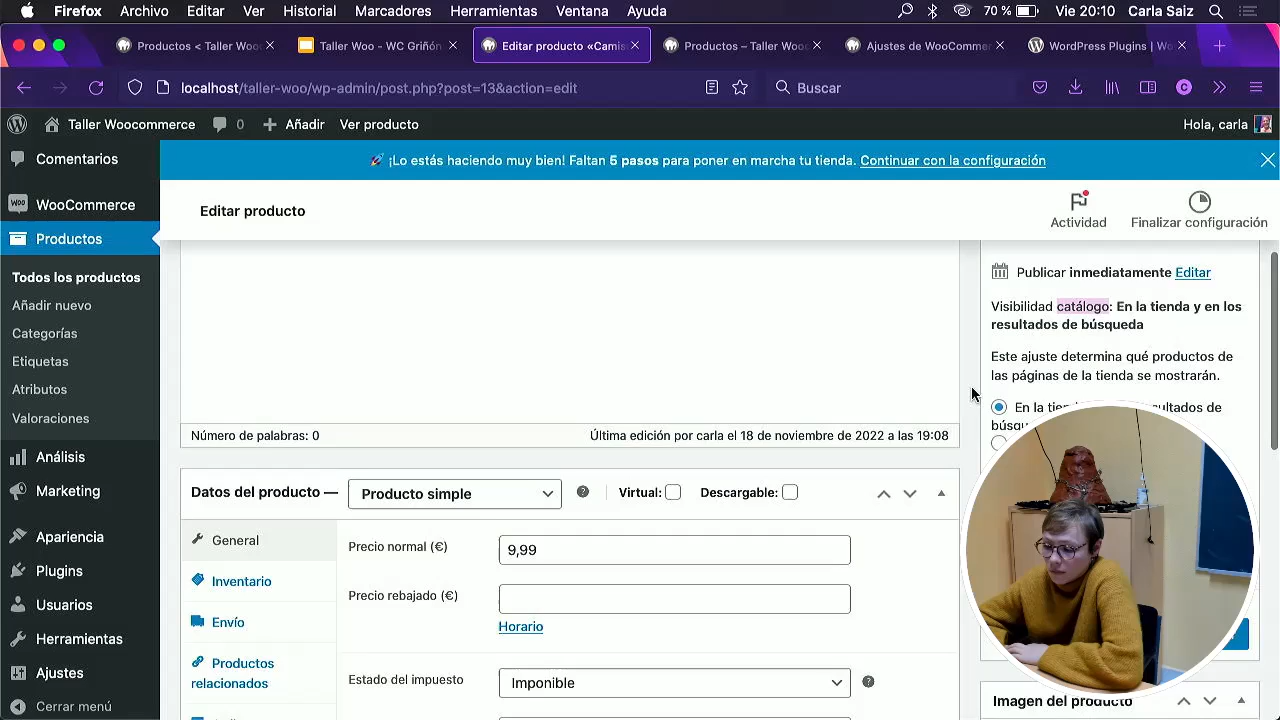 Firefox Archivo Editar Ver Historial Marcadores Herramientas Ventana Ayuda 70 % Vie 20:10 Carla Saiz
Productos < Taller Woo
Taller Woo - WC Griñón
Editar producto «Camis
Productos – Taller Woo
Ajustes de WooCommer
WordPress Plugins | Wo
localhost/taller-woo/wp-admin/post.php?post=13&action=edit
Buscar
Taller Woocommerce 0 Añadir Ver producto Hola, carla
Comentarios
WooCommerce
Productos
Todos los productos
Añadir nuevo
Categorías
Etiquetas
Atributos
Valoraciones
Análisis
Marketing
Apariencia
Plugins
Usuarios
Herramientas
Ajustes
Cerrar menú
¡Lo estás haciendo muy bien! Faltan 5 pasos para poner en marcha tu tienda. Continuar con la configuración
Editar producto
Actividad
Finalizar configuración
Número de palabras: 0
Última edición por carla el 18 de noviembre de 2022 a las 19:08
Datos del producto —
Producto simple
Virtual:
Descargable:
General
Inventario
Envío
Productos
relacionados
Precio normal (€)
9,99
Precio rebajado (€)
Horario
Estado del impuesto
Imponible
Publicar inmediatamente Editar
Visibilidad catálogo: En la tienda y en los
resultados de búsqueda
Este ajuste determina qué productos de
las páginas de la tienda se mostrarán.
En la
de
Imagen del producto